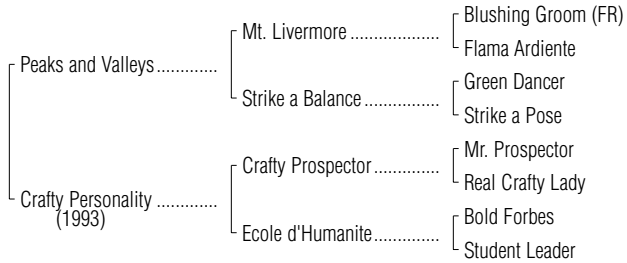 Blushing Groom (FR)
Mt. Livermore ...................
Flama Ardiente
Peaks and Valleys .............
Green Dancer
Strike a Balance ................
Strike a Pose
Mr. Prospector
Crafty Prospector ..............
Real Crafty Lady
Crafty Personality .............
(1993)
Bold Forbes
Ecole d'Humanite ..............
Student Leader